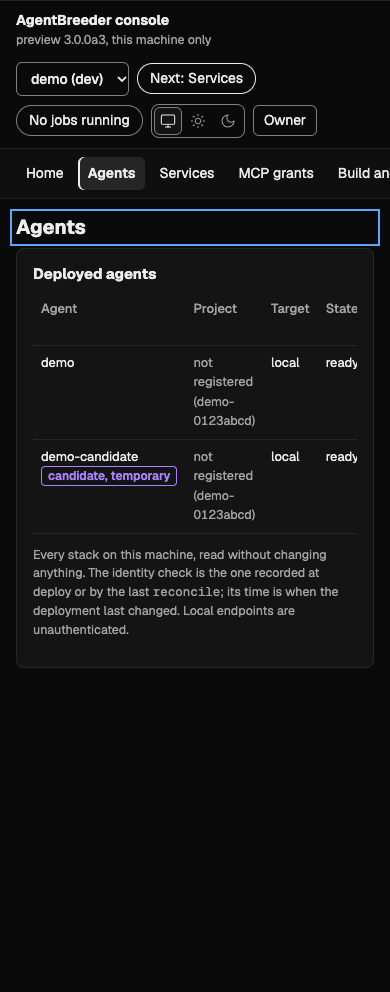 AgentBreeder console
preview 3.0.0a3, this machine only
demo (dev)
Next: Services
No jobs running
Owner
Home Agents Services MCP grants Build an
Agents
Deployed agents
Agent Project Target State
demo not registered (demo-0123abcd) local ready
demo-candidate not registered (demo-0123abcd) local ready
candidate, temporary
Every stack on this machine, read without changing
anything. The identity check is the one recorded at
deploy or by the last reconcile; its time is when the
deployment last changed. Local endpoints are
unauthenticated.